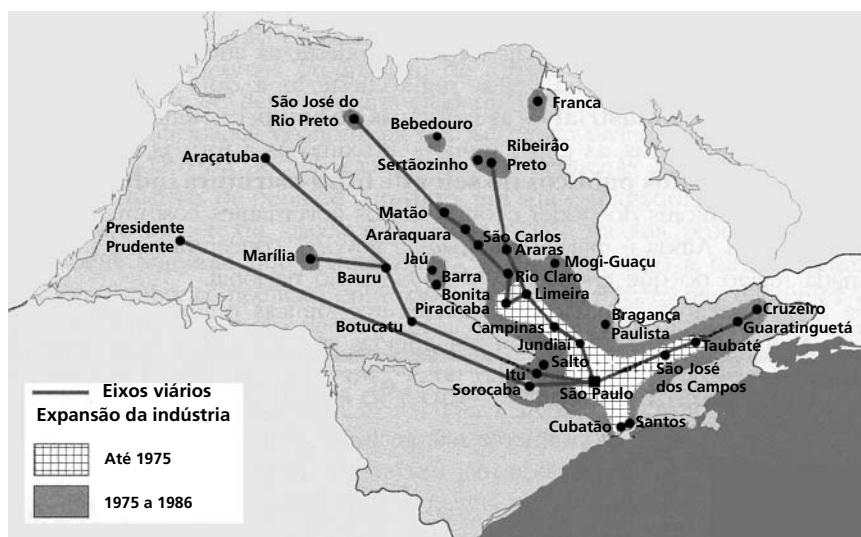 São José do
Rio Preto
Franca
Bebedouro
Ribeirão
Preto
Sertãozinho
Araçatuba
Matão
Araraquara
São Carlos
Araras
Presidente
Prudente
Marília
Jaú
Mogi-Guaçu
Bauru
Barra
Bonita
Rio Claro
Limeira
Piracicaba
Bragança
Paulista
Cruzeiro
Guaratinguetá
Botucatu
Campinas
Jundiaí
Taubaté
Salto
Itu
São José
dos Campos
Sorocaba
São Paulo
Cubatão
Santos
Eixos viários
Expansão da indústria
Até 1975
1975 a 1986